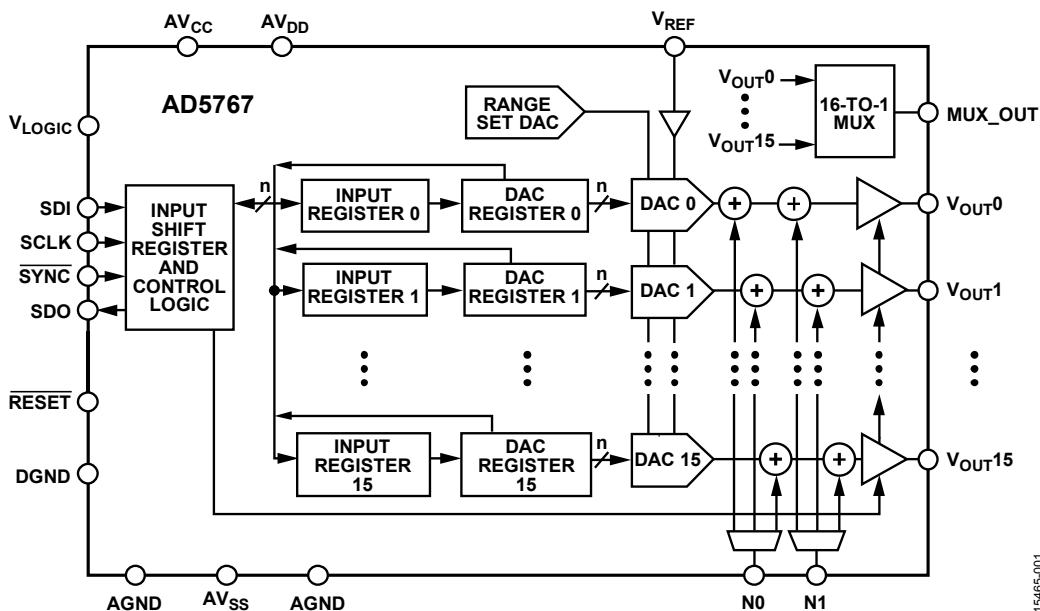 AVCC
AVDD
VREF
AD5767
RANGE
SET DAC
VOUT0
VOUT15
16-TO-1
MUX
MUX_OUT
VLOGIC
SDI
SCLK
SYNC
SDO
RESET
DGND
INPUT
SHIFT
REGISTER
AND
CONTROL
LOGIC
n
INPUT
REGISTER 0
DAC
REGISTER 0
n
DAC 0
+
+
VOUT0
INPUT
REGISTER 1
DAC
REGISTER 1
n
DAC 1
+
+
VOUT1
INPUT
REGISTER
15
DAC
REGISTER
15
n
DAC 15
+
+
VOUT15
AGND
AVSS
AGND
N0
N1
15465-001